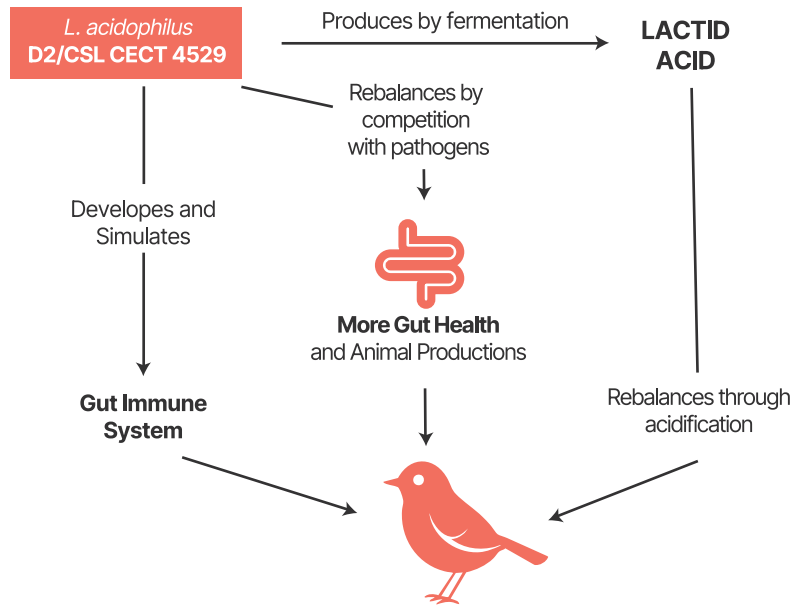 L. acidophilus
D2/CSL CECT 4529
Produces by fermentation
LACTID
ACID
Rebalances by
competition
with pathogens
Developes and
Simulates
More Gut Health
and Animal Productions
Gut Immune
System
Rebalances through
acidification